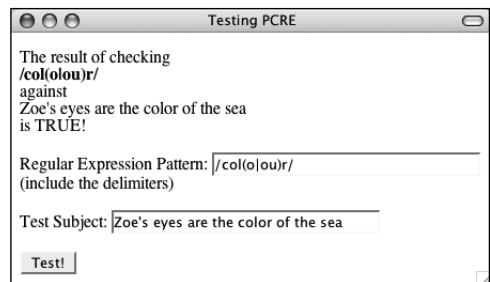 Testing PCRE
The result of checking
/col(o|ou)r/
against
Zoe's eyes are the color of the sea
is TRUE!
Regular Expression Pattern: /col(o|ou)r/
(include the delimiters)
Test Subject: Zoe's eyes are the color of the sea
Test!